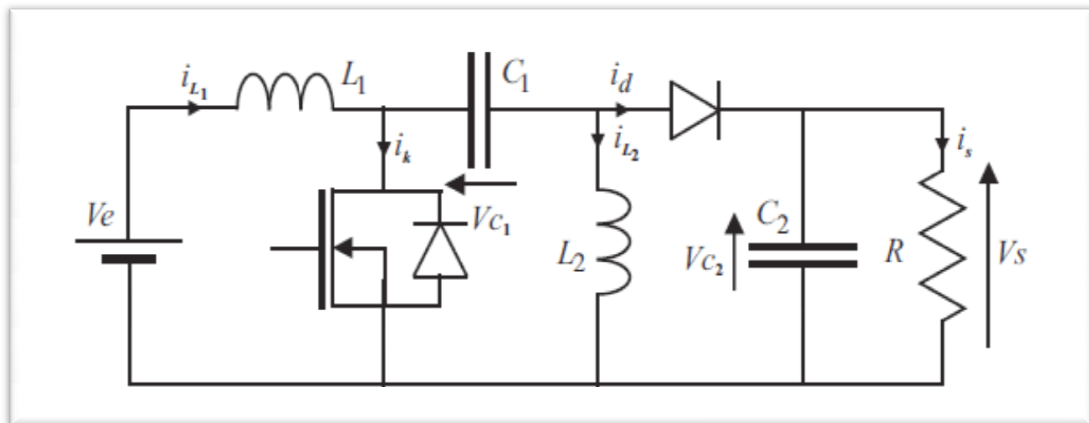 i_{L_1}
L_1
C_1
i_d
i_{L_2}
i_k
i_s
Ve
Vc_1
L_2
Vc_2
C_2
R
Vs